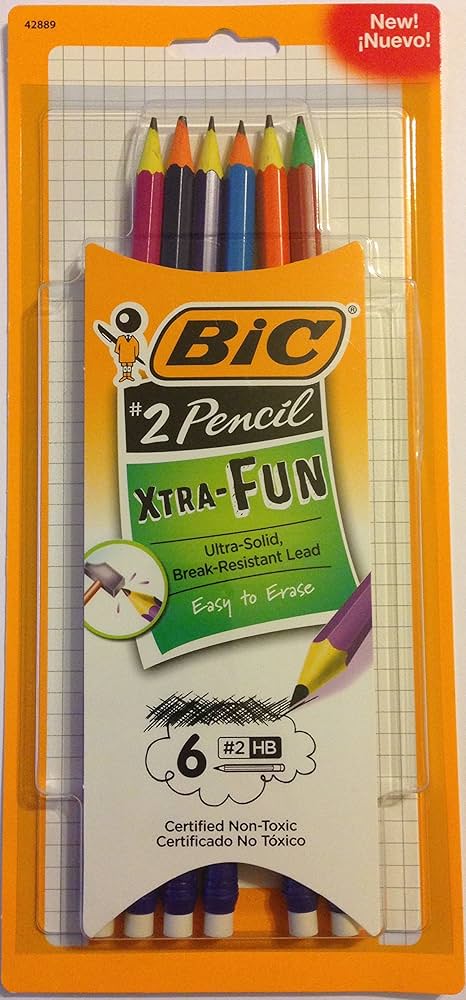 42889
New!
¡Nuevo!
BiC®
#2 Pencil
XTRA-FUN
Ultra-Solid,
Break-Resistant Lead
Easy to Erase
6 #2 HB
Certified Non-Toxic
Certificado No Tóxico